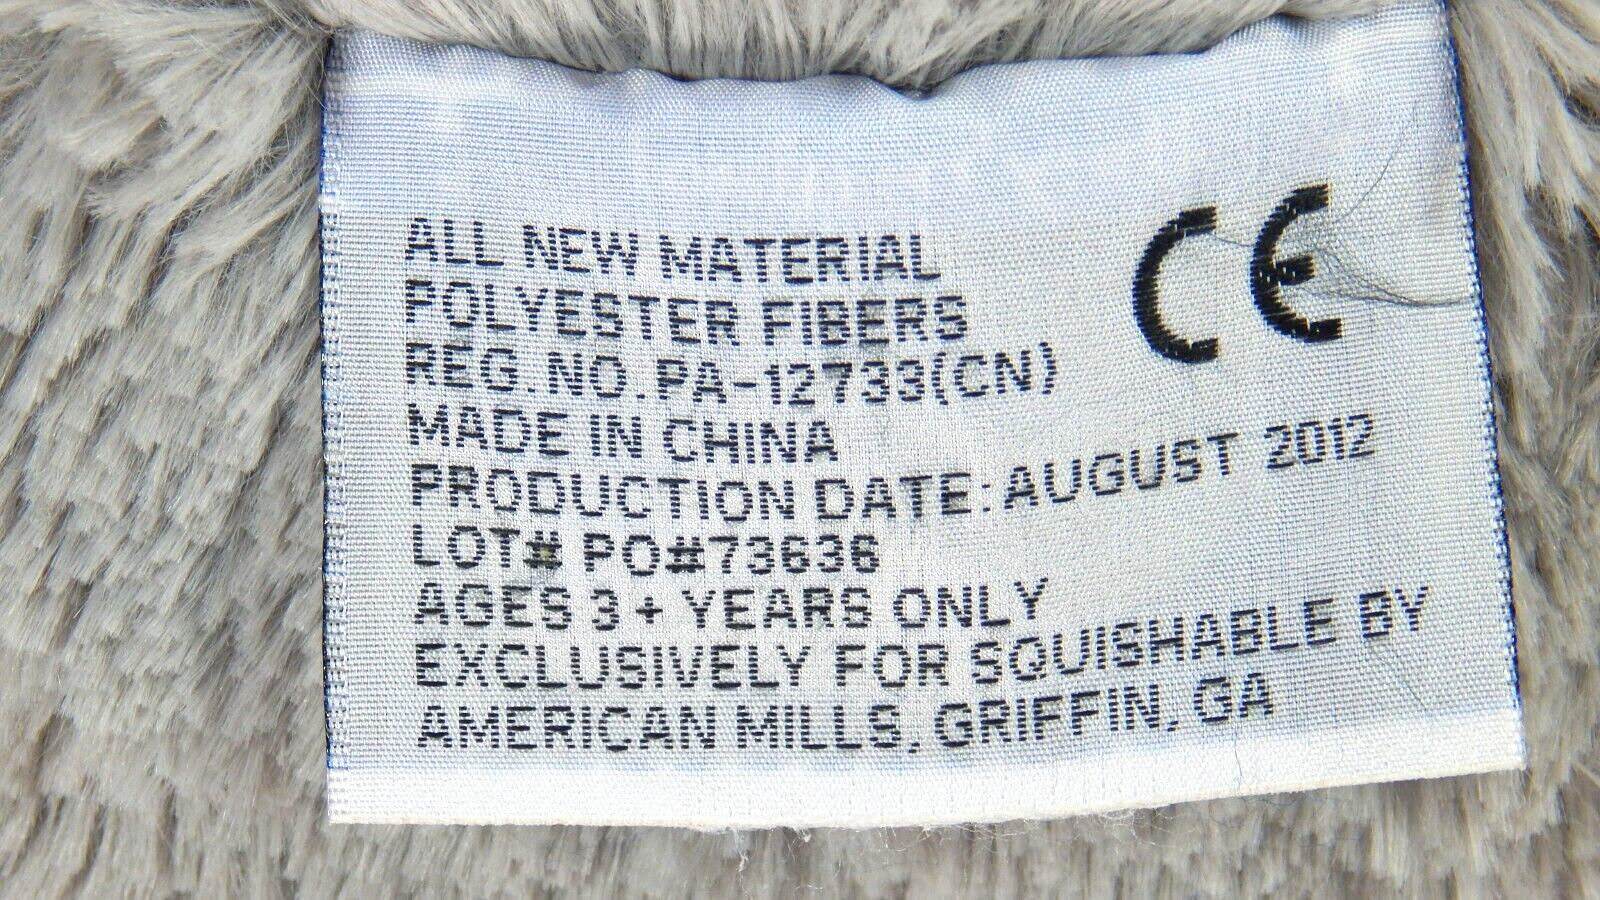 ALL NEW MATERIAL
POLYESTER FIBERS
REG.NO.PA-12733(CN)
MADE IN CHINA
PRODUCTION DATE:AUGUST 2012
LOT# PO#73636
AGES 3+ YEARS ONLY
EXCLUSIVELY FOR SQUISHABLE BY
AMERICAN MILLS, GRIFFIN, GA
CE